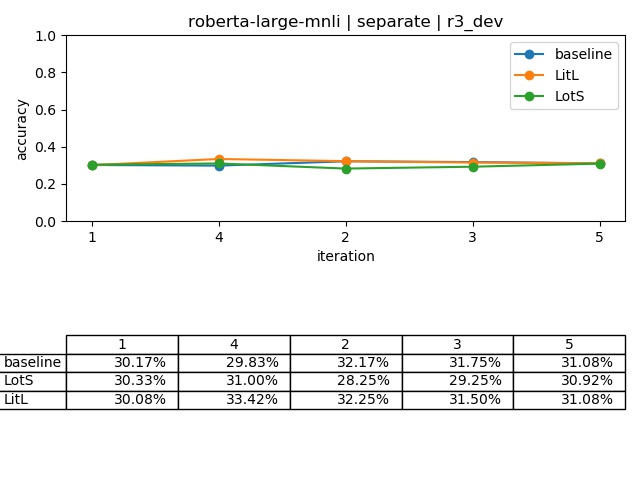 roberta-large-mnli | separate | r3_dev
1.0
0.8
0.6
0.4
0.2
0.0
accuracy
baseline
LitL
LotS
1 4 2 3 5
iteration
1 4 2 3 5
baseline 30.17% 29.83% 32.17% 31.75% 31.08%
LotS 30.33% 31.00% 28.25% 29.25% 30.92%
LitL 30.08% 33.42% 32.25% 31.50% 31.08%